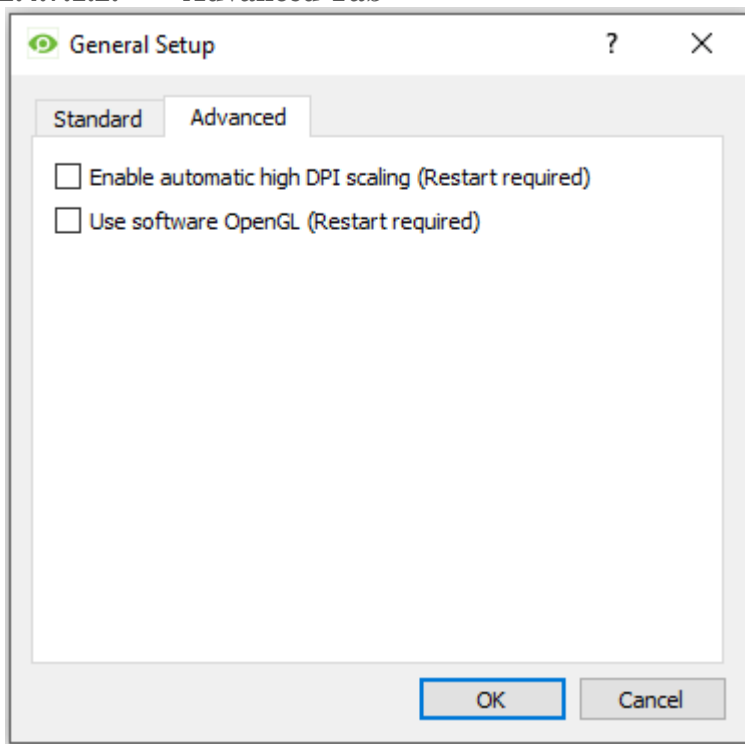 General Setup ? ×
Standard Advanced
Enable automatic high DPI scaling (Restart required)
Use software OpenGL (Restart required)
OK Cancel